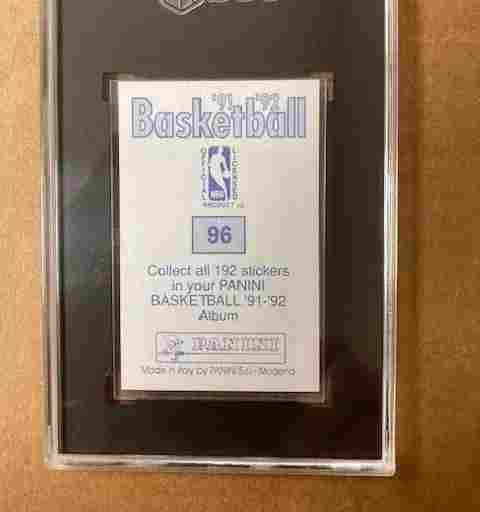 '91 - '92
Basketball
OFFICIAL LICENSED
NBA
PRODUCT
96
Collect all 192 stickers
in your PANINI
BASKETBALL '91-'92
Album
PANINI
Made in Italy by PANINI S.r.l - Modena